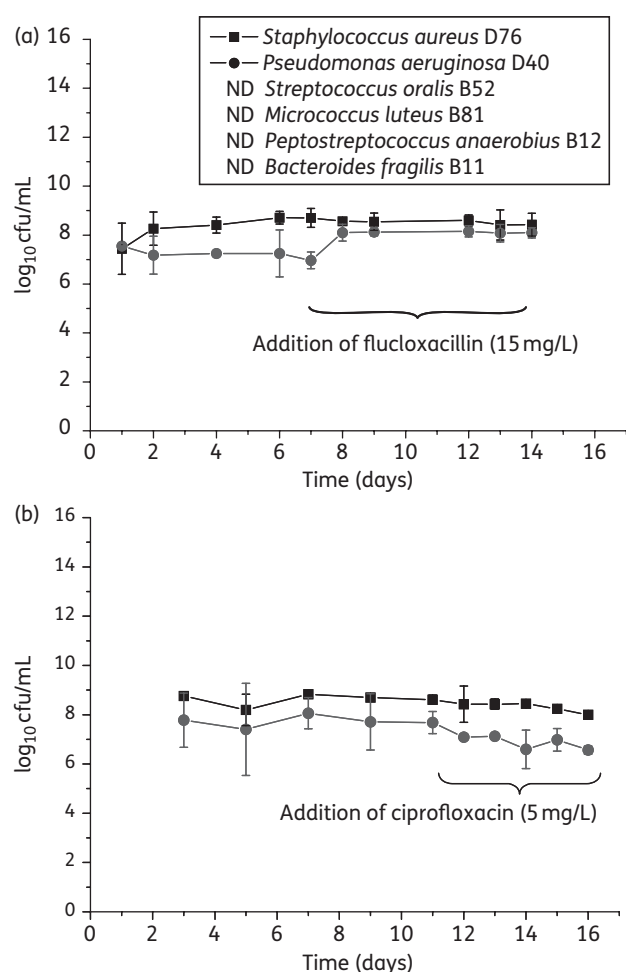 (a)
16
14
12
10
8
6
4
2
0
log10 cfu/mL
Staphylococcus aureus D76
Pseudomonas aeruginosa D40
ND Streptococcus oralis B52
ND Micrococcus luteus B81
ND Peptostreptococcus anaerobius B12
ND Bacteroides fragilis B11
Addition of flucloxacillin (15 mg/L)
0 2 4 6 8 10 12 14 16
Time (days)
(b)
16
14
12
10
8
6
4
2
0
log10 cfu/mL
Addition of ciprofloxacin (5 mg/L)
0 2 4 6 8 10 12 14 16
Time (days)